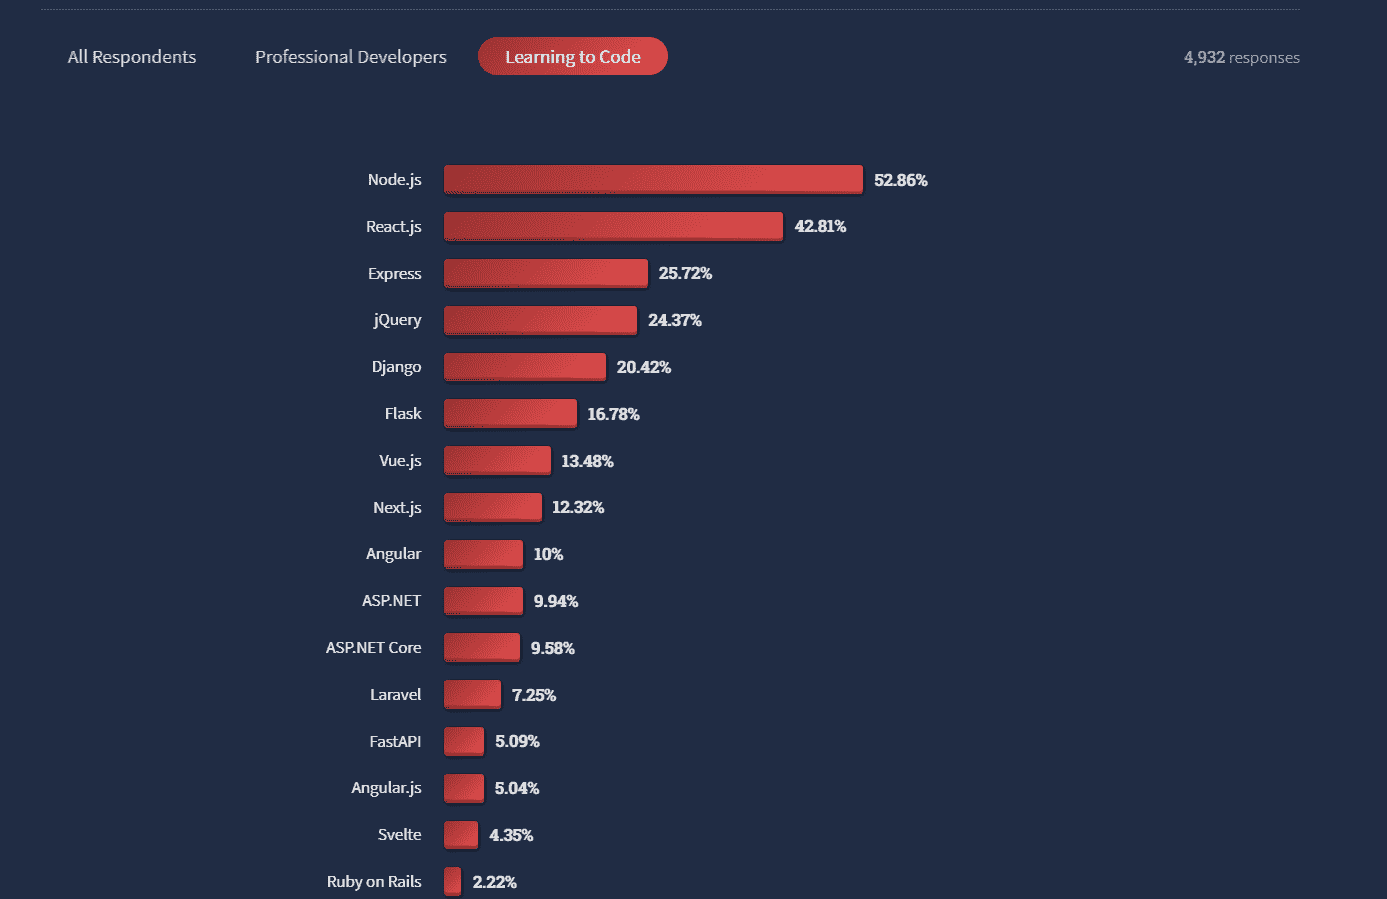 All Respondents Professional Developers Learning to Code 4,932 responses
Node.js 52.86%
React.js 42.81%
Express 25.72%
jQuery 24.37%
Django 20.42%
Flask 16.78%
Vue.js 13.48%
Next.js 12.32%
Angular 10%
ASP.NET 9.94%
ASP.NET Core 9.58%
Laravel 7.25%
FastAPI 5.09%
Angular.js 5.04%
Svelte 4.35%
Ruby on Rails 2.22%